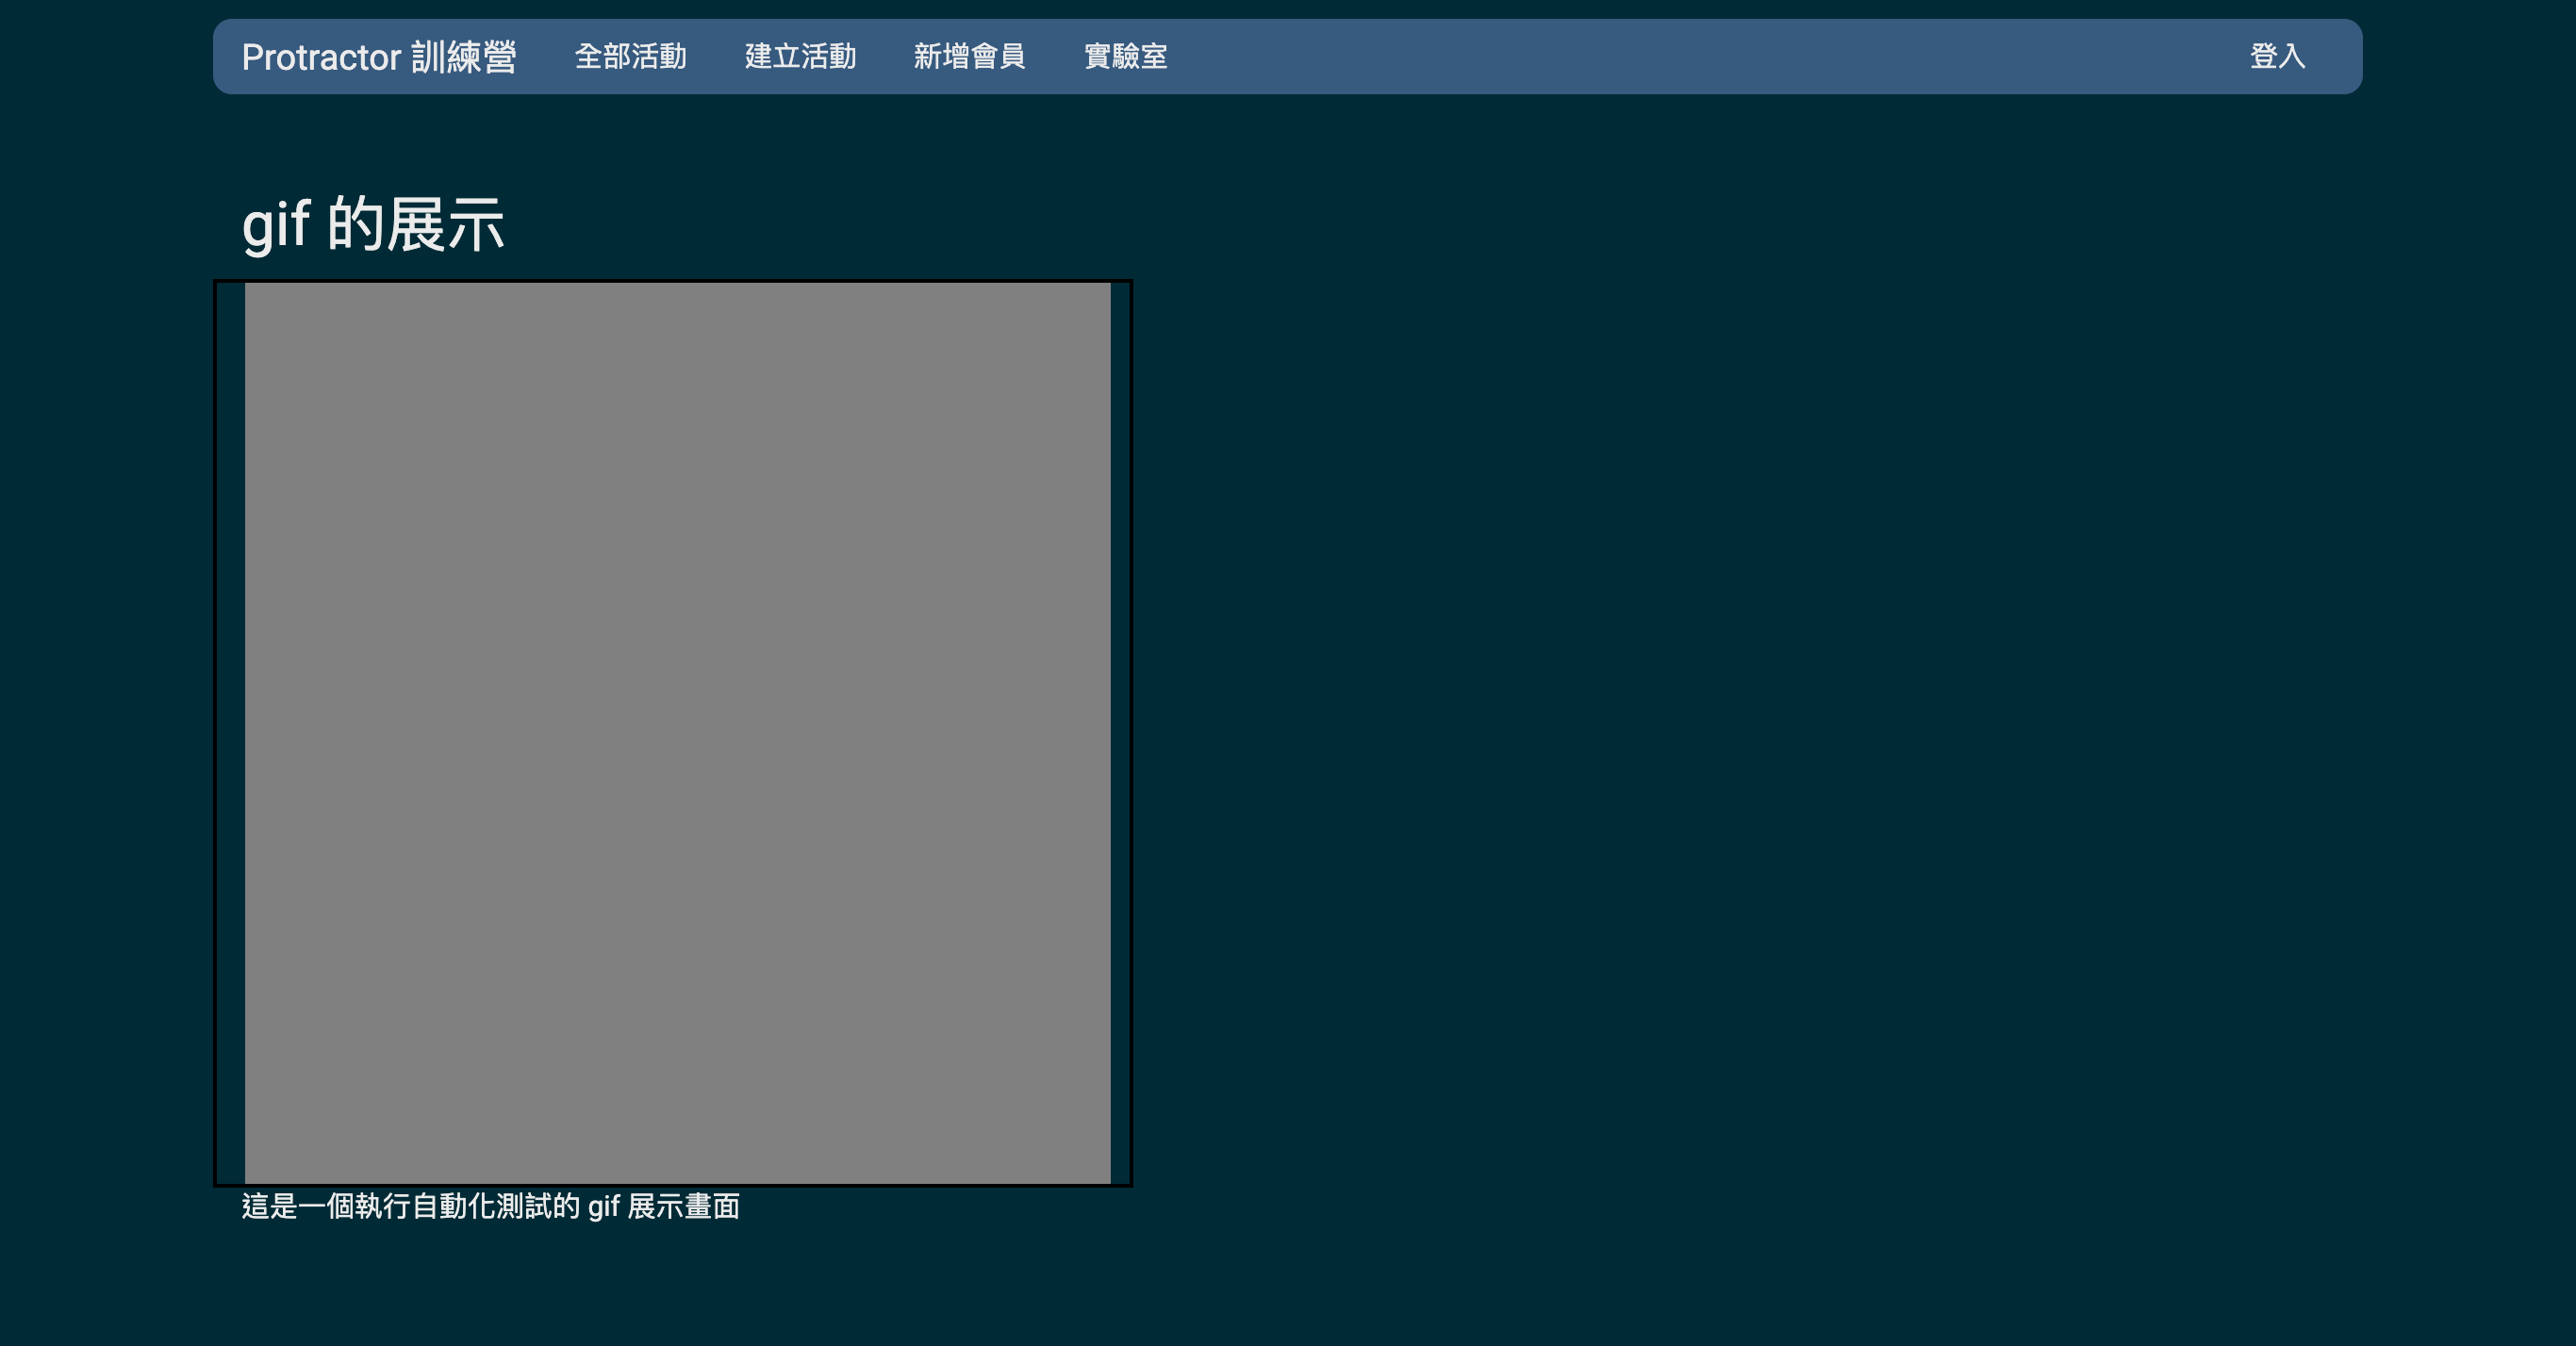 Protractor 訓練營 全部活動 建立活動 新增會員 實驗室 登入
gif 的展示
這是一個執行自動化測試的 gif 展示畫面